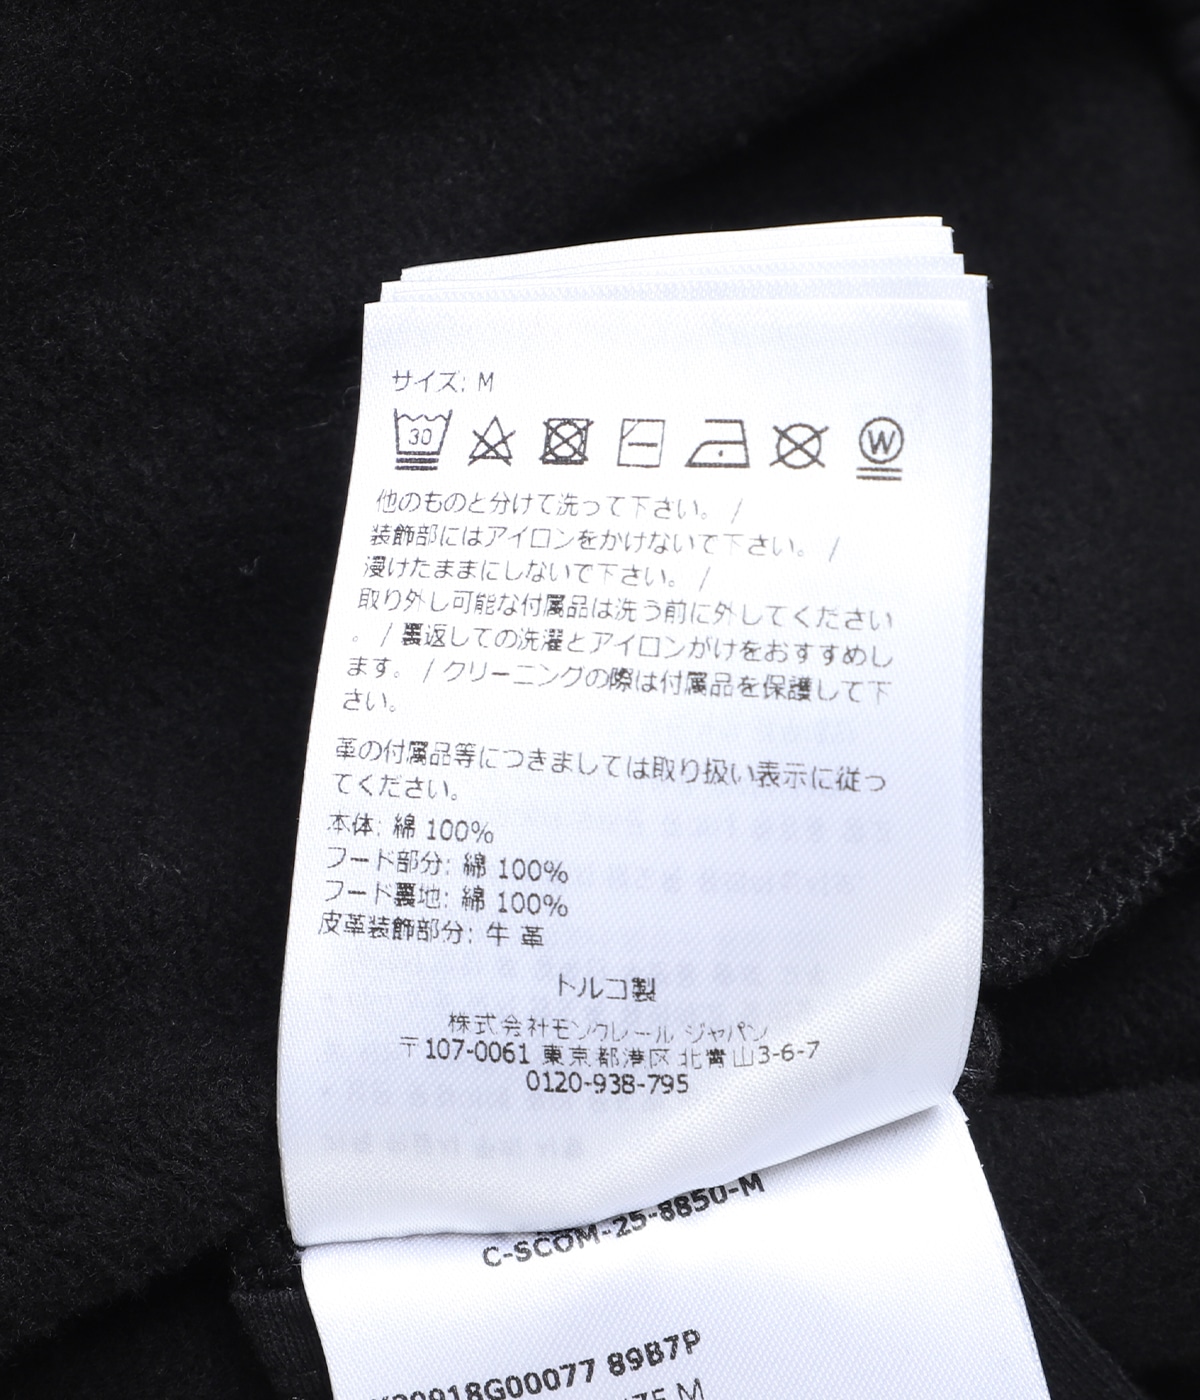 サイズ: M
30
W
他のものと分けて洗って下さい。 /
装飾部にはアイロンをかけないで下さい。 /
浸けたままにしないで下さい。 /
取り外し可能な付属品は洗う前に外してください
。 / 裏返しての洗濯とアイロンがけをおすすめし
ます。 / クリーニングの際は付属品を保護して下
さい。
革の付属品等につきましては取り扱い表示に従っ
てください。
本体: 綿 100%
フード部分: 綿 100%
フード裏地: 綿 100%
皮革装飾部分: 牛 革
トルコ製
株式会社モンクレール ジャパン
〒107-0061 東京都港区北青山3-6-7
0120-938-795
C-SCOM-25-8850-M
0918G00077 89B7P
M